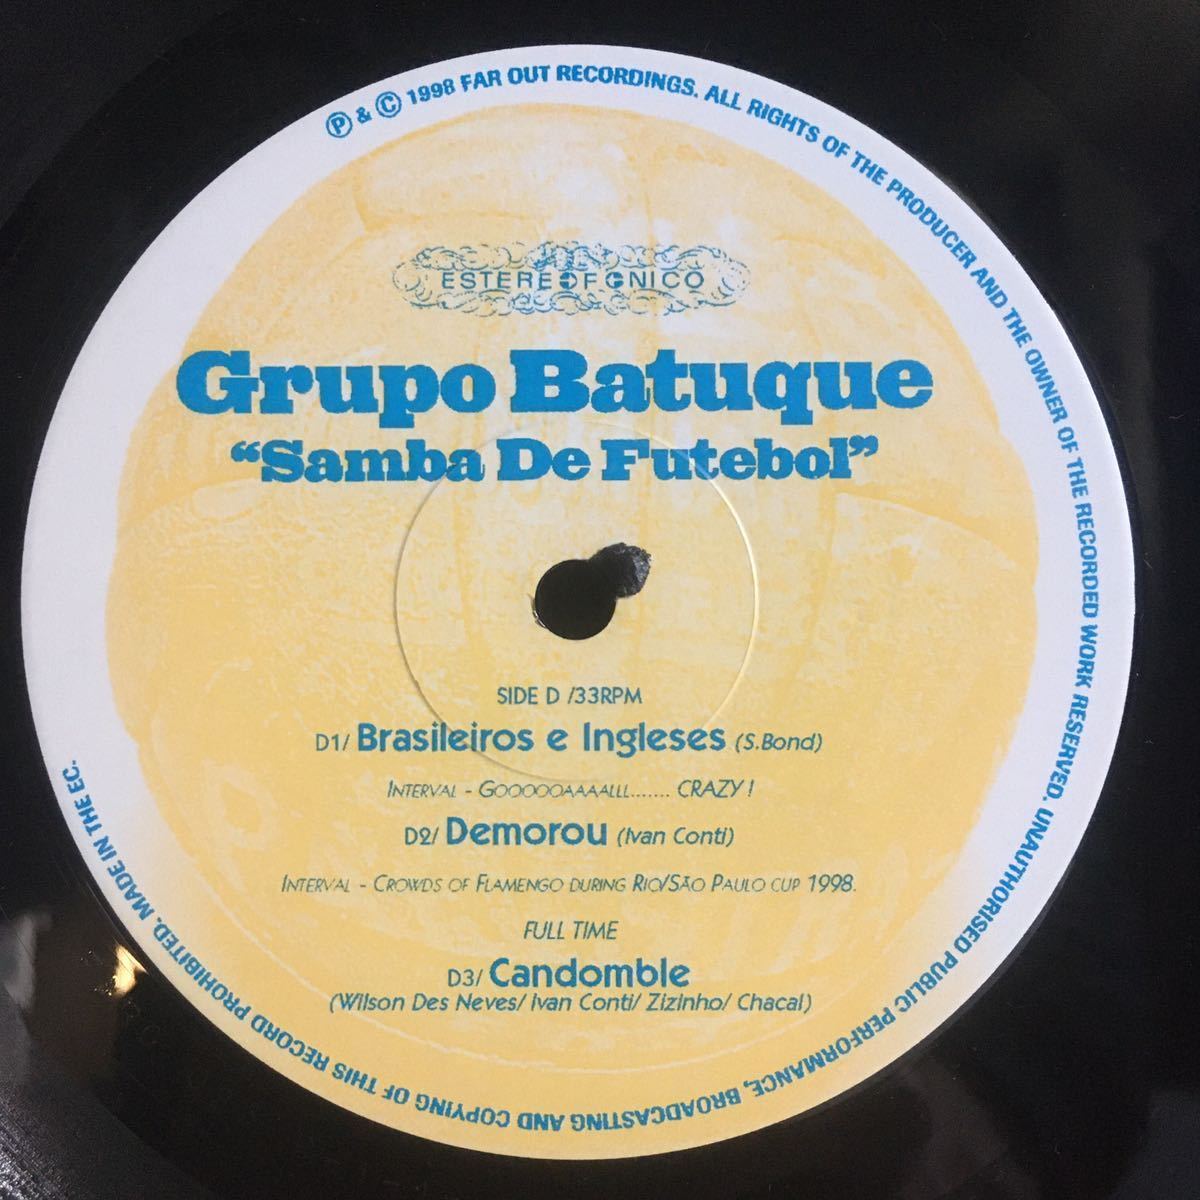 Ⓟ & © 1998 FAR OUT RECORDINGS. ALL RIGHTS OF THE PRODUCER AND THE OWNER OF THE RECORDED WORK RESERVED. UNAUTHORISED PUBLIC PERFORMANCE, BROADCASTING AND COPYING OF THIS RECORD PROHIBITED. MADE IN THE EC.
ESTEREOFONICO
Grupo Batuque
“Samba De Futebol”
SIDE D /33RPM
D1/ Brasileiros e Ingleses (S.Bond)
INTERVAL - GOOOOOAAAALLL....... CRAZY !
D2/ Demorou (Ivan Conti)
INTERVAL - CROWDS OF FLAMENGO DURING RIO/SÃO PAULO CUP 1998.
FULL TIME
D3/ Candomble
(Wilson Des Neves/ Ivan Conti/ Zizinho/ Chacal)